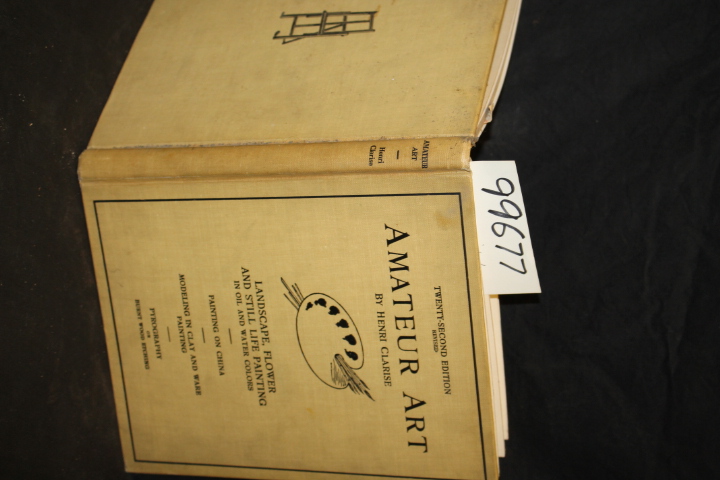 TWENTY-SECOND EDITION
REVISED
AMATEUR ART
BY HENRI CLARISE
LANDSCAPE, FLOWER
AND STILL LIFE PAINTING
IN OIL AND WATER COLORS
PAINTING ON CHINA
MODELING IN CLAY AND WARE
PAINTING
PYROGRAPHY
OR
BURNT WOOD ETCHING
AMATEUR
ART
Henri
Clarise
99677